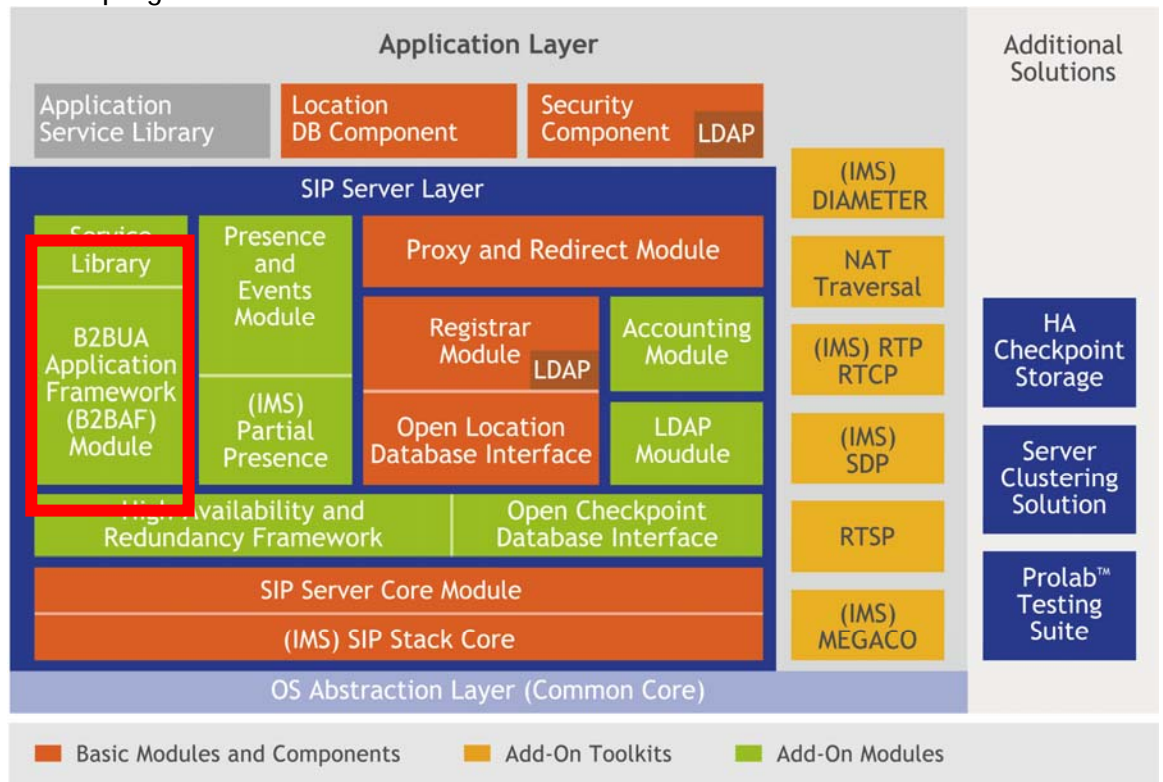 Application Layer
Additional
Solutions
Application
Service Library
Location
DB Component
Security
Component
LDAP
SIP Server Layer
(IMS)
DIAMETER
Service
Library
Presence
and
Events
Module
Proxy and Redirect Module
NAT
Traversal
B2BUA
Application
Framework
(B2BAF)
Module
Registrar
Module
LDAP
Accounting
Module
(IMS) RTP
RTCP
HA
Checkpoint
Storage
(IMS)
Partial
Presence
Open Location
Database Interface
LDAP
Moudule
(IMS)
SDP
Server
Clustering
Solution
High Availability and
Redundancy Framework
Open Checkpoint
Database Interface
RTSP
SIP Server Core Module
(IMS) SIP Stack Core
(IMS)
MEGACO
Prolab™
Testing
Suite
OS Abstraction Layer (Common Core)
Basic Modules and Components
Add-On Toolkits
Add-On Modules